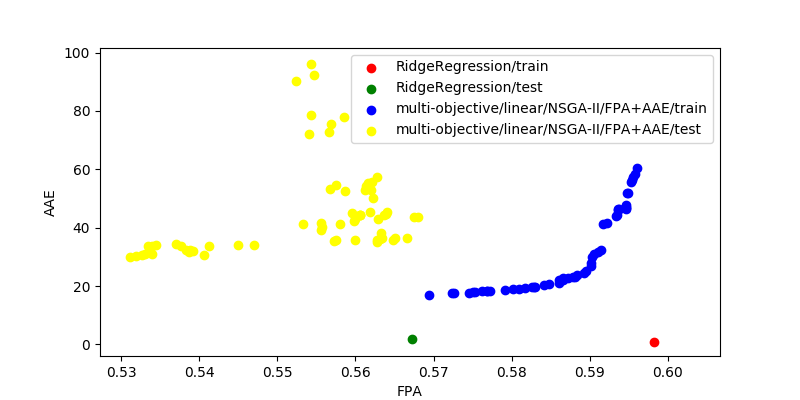 100
80
60
40
20
0
AAE
RidgeRegression/train
RidgeRegression/test
multi-objective/linear/NSGA-II/FPA+AAE/train
multi-objective/linear/NSGA-II/FPA+AAE/test
0.53 0.54 0.55 0.56 0.57 0.58 0.59 0.60
FPA